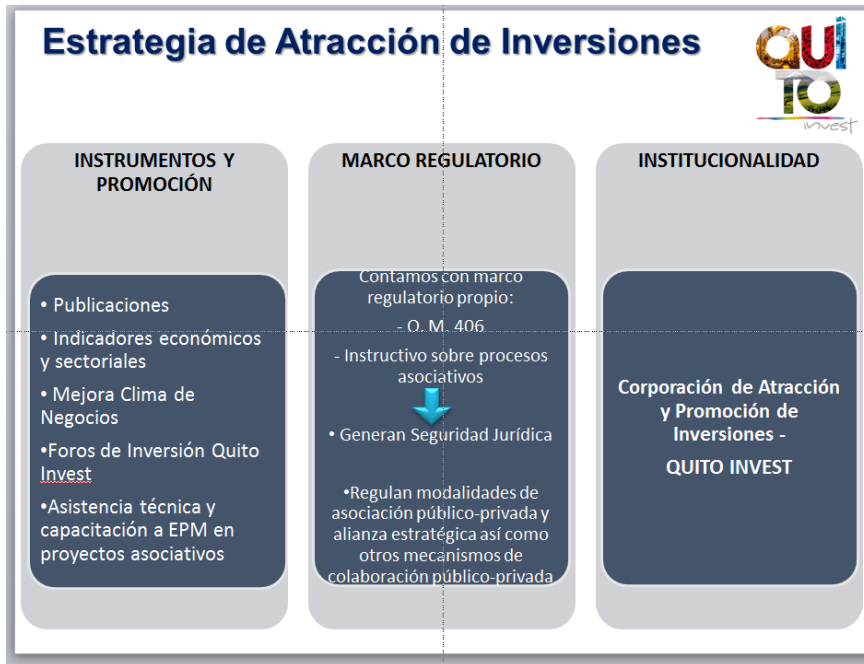 Estrategia de Atracción de Inversiones
QUI
TO
invest
INSTRUMENTOS Y
PROMOCIÓN
• Publicaciones
• Indicadores económicos
y sectoriales
• Mejora Clima de
Negocios
•Foros de Inversión Quito
Invest
•Asistencia técnica y
capacitación a EPM en
proyectos asociativos
MARCO REGULATORIO
Contamos con marco
regulatorio propio:
- O. M. 406
- Instructivo sobre procesos
asociativos
• Generan Seguridad Jurídica
•Regulan modalidades de
asociación público-privada y
alianza estratégica así como
otros mecanismos de
colaboración público-privada
INSTITUCIONALIDAD
Corporación de Atracción
y Promoción de
Inversiones -
QUITO INVEST